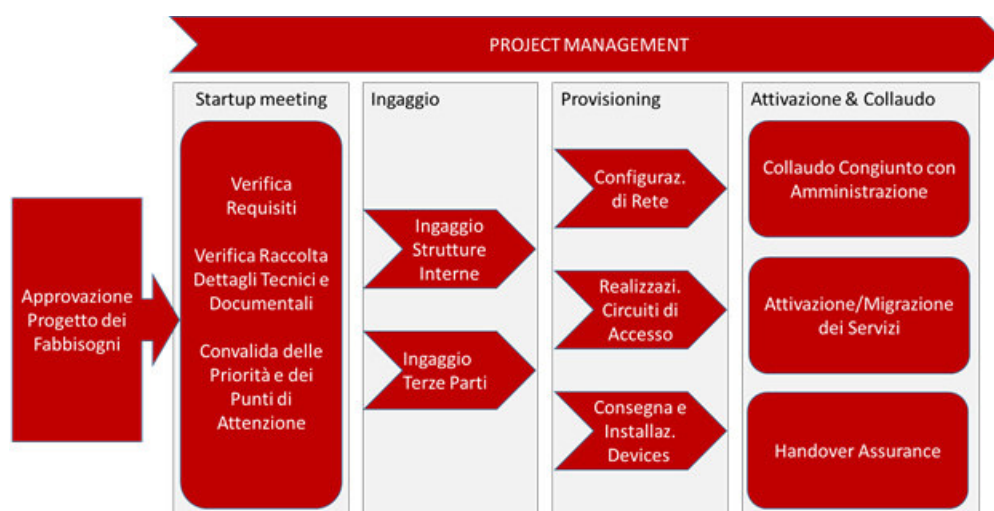 PROJECT MANAGEMENT
Approvazione
Progetto dei
Fabbisogni
Startup meeting
Verifica
Requisiti
Verifica Raccolta
Dettagli Tecnici e
Documentali
Convalida delle
Priorità e dei
Punti di
Attenzione
Ingaggio
Ingaggio
Strutture
Interne
Ingaggio
Terze Parti
Provisioning
Configuraz.
di Rete
Realizzazi.
Circuiti di
Accesso
Consegna e
Installaz.
Devices
Attivazione & Collaudo
Collaudo Congiunto con
Amministrazione
Attivazione/Migrazione
dei Servizi
Handover Assurance